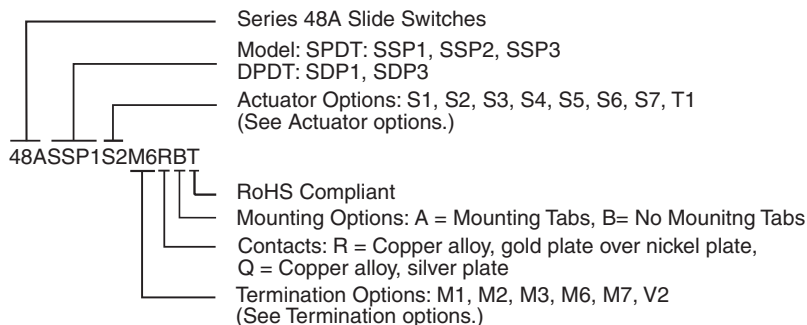 Series 48A Slide Switches
Model: SPDT: SSP1, SSP2, SSP3
DPDT: SDP1, SDP3
Actuator Options: S1, S2, S3, S4, S5, S6, S7, T1
(See Actuator options.)
48ASSP1S2M6RBT
RoHS Compliant
Mounting Options: A = Mounting Tabs, B= No Mounitng Tabs
Contacts: R = Copper alloy, gold plate over nickel plate,
Q = Copper alloy, silver plate
Termination Options: M1, M2, M3, M6, M7, V2
(See Termination options.)